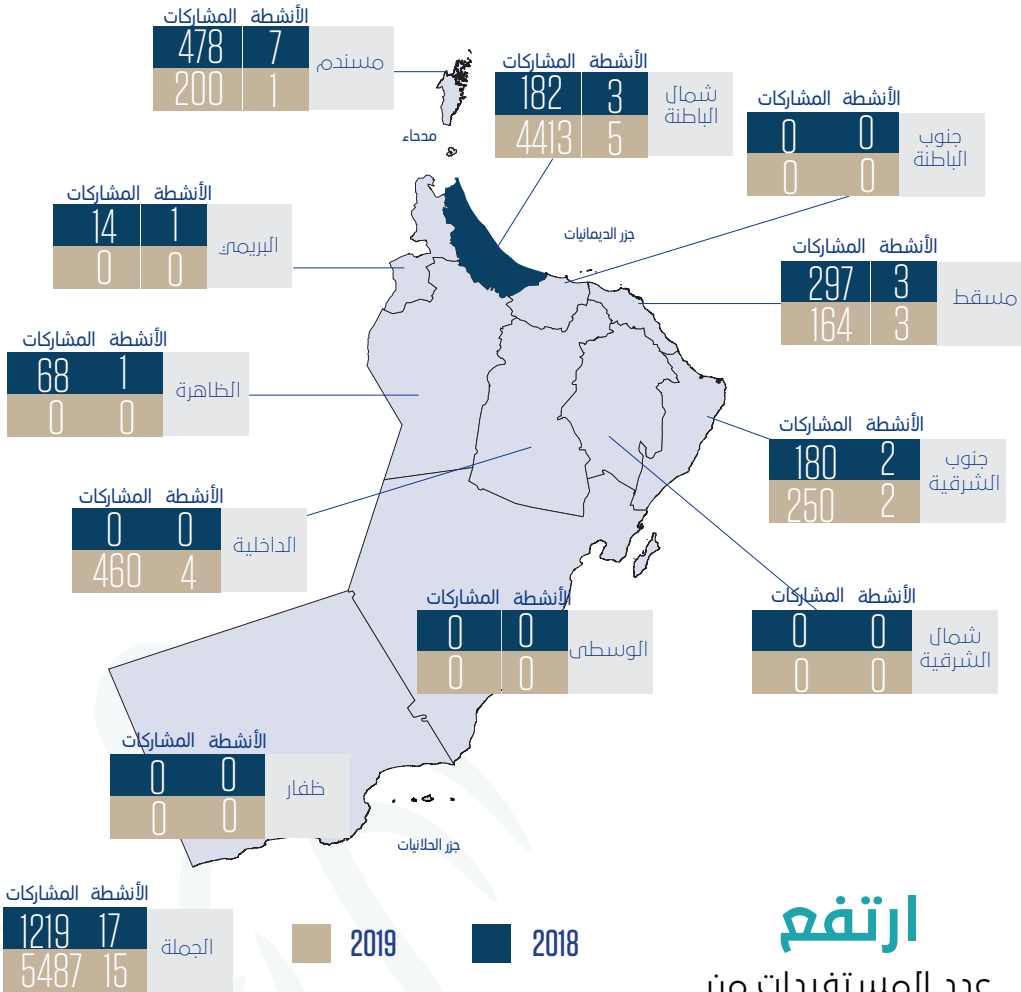 الأنشطة المشاركات
مسندم
7 478
1 200
الأنشطة المشاركات
شمال الباطنة
3 182
5 4413
الأنشطة المشاركات
جنوب الباطنة
0 0
0 0
مدحاء
الأنشطة المشاركات
البريمي
1 14
0 0
جزر الديمانيات
الأنشطة المشاركات
مسقط
3 297
3 164
الأنشطة المشاركات
الظاهرة
1 68
0 0
الأنشطة المشاركات
جنوب الشرقية
2 180
2 250
الأنشطة المشاركات
الداخلية
0 0
4 460
الأنشطة المشاركات
الوسطى
0 0
0 0
الأنشطة المشاركات
شمال الشرقية
0 0
0 0
الأنشطة المشاركات
ظفار
0 0
0 0
جزر الحلانيات
الأنشطة المشاركات
الجملة
17 1219
15 5487
2018
2019
ارتفع
عدد المستفيدات من